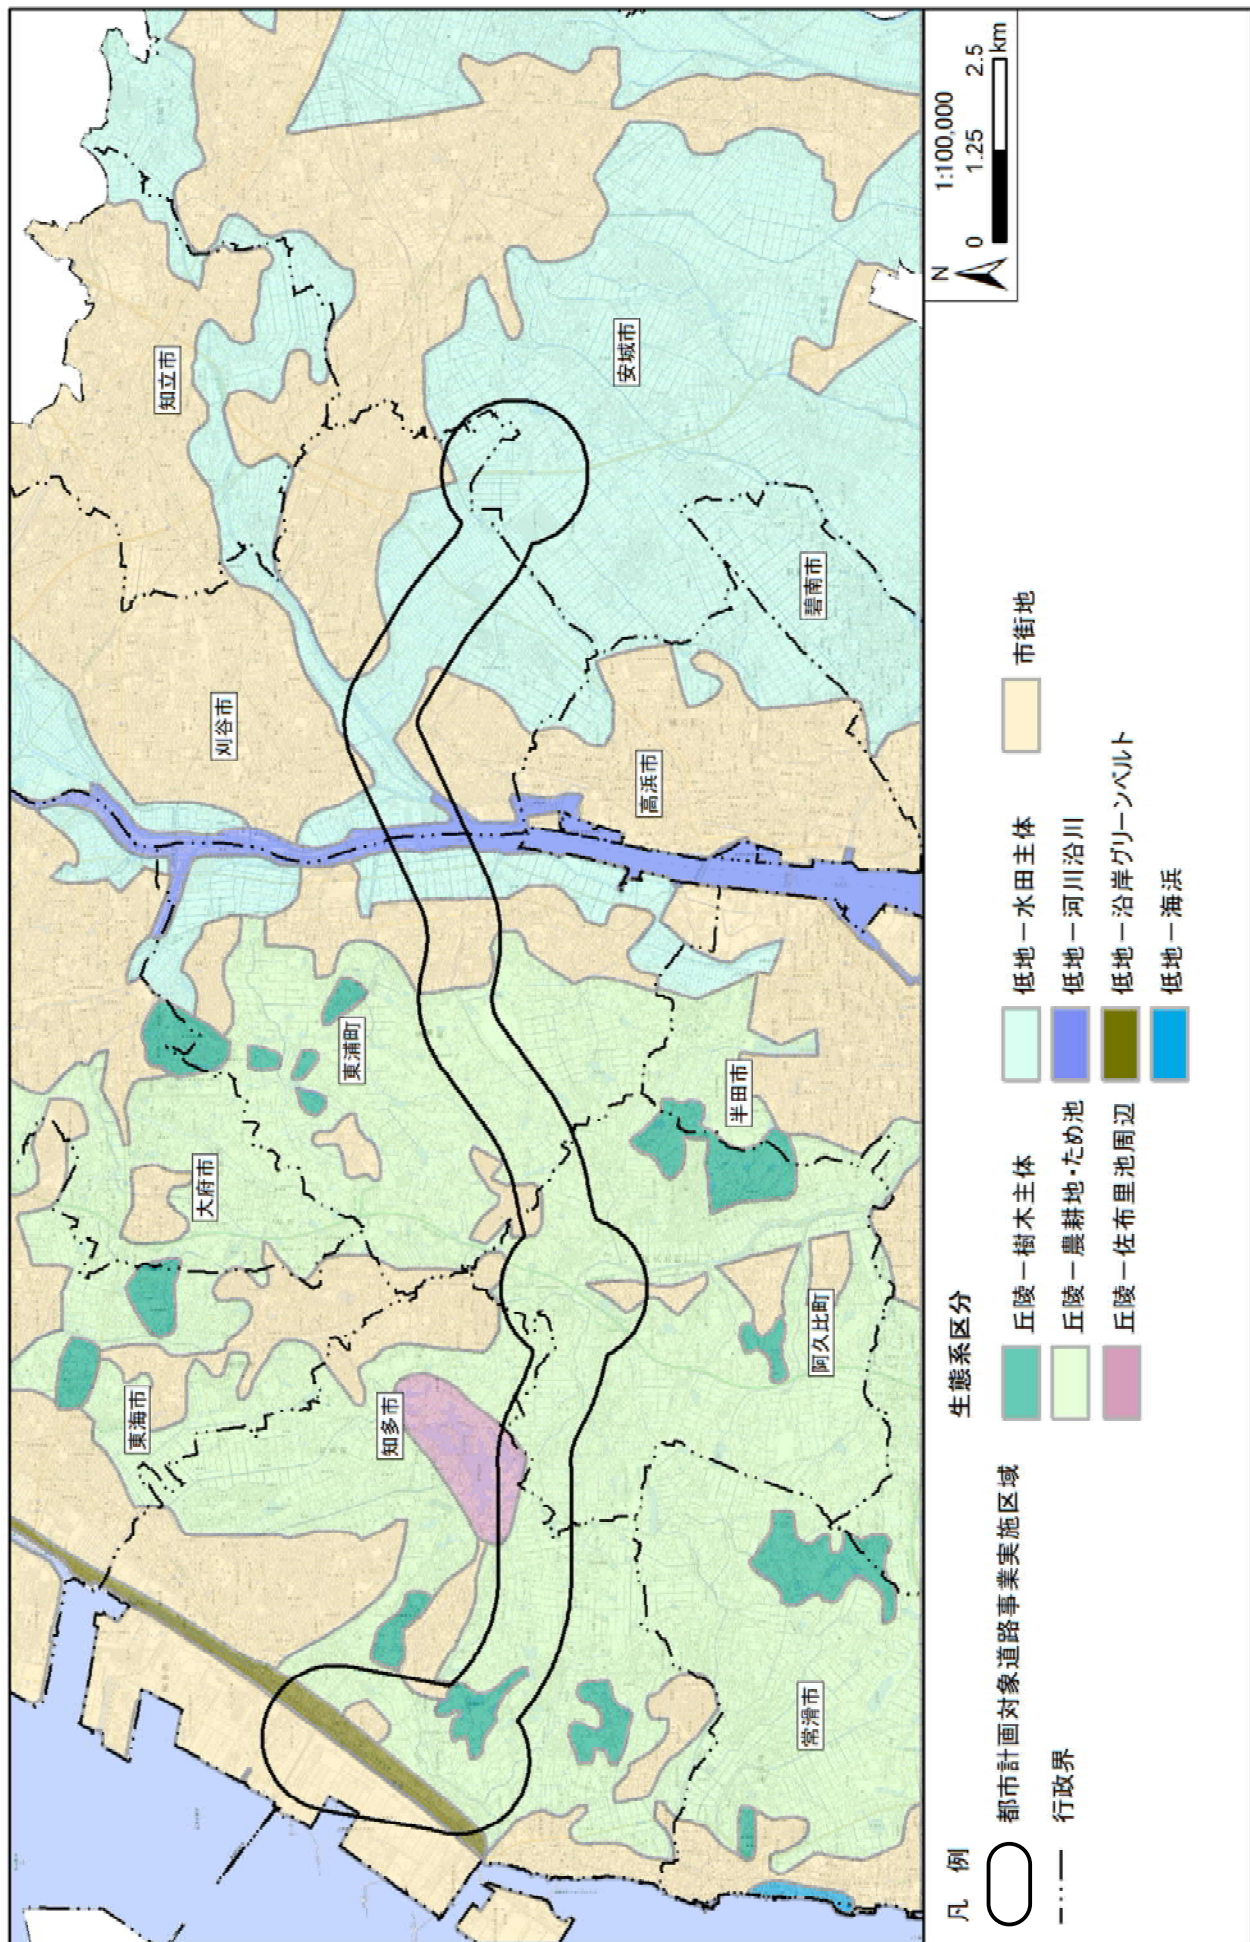 知立市
刈谷市
安城市
碧南市
高浜市
東浦町
大府市
半田市
東海市
知多市
阿久比町
常滑市
N
1:100,000
0 1.25 2.5
km
凡 例
都市計画対象道路事業実施区域
行政界
生態系区分
丘陵－樹木主体
丘陵－農耕地・ため池
丘陵－佐布里池周辺
低地－水田主体
低地－河川沿川
低地－沿岸グリーンベルト
低地－海浜
市街地